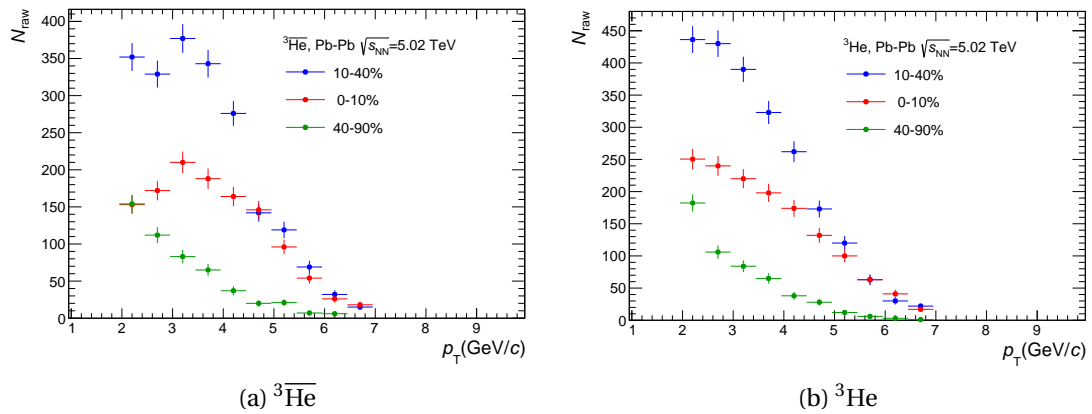 N_raw
400
350
300
250
200
150
100
50
0
³H̅e̅, Pb-Pb √s_NN=5.02 TeV
10-40%
0-10%
40-90%
1 2 3 4 5 6 7 8 9
p_T(GeV/c)
(a) ³H̅e̅
N_raw
450
400
350
300
250
200
150
100
50
0
³He, Pb-Pb √s_NN=5.02 TeV
10-40%
0-10%
40-90%
1 2 3 4 5 6 7 8 9
p_T(GeV/c)
(b) ³He